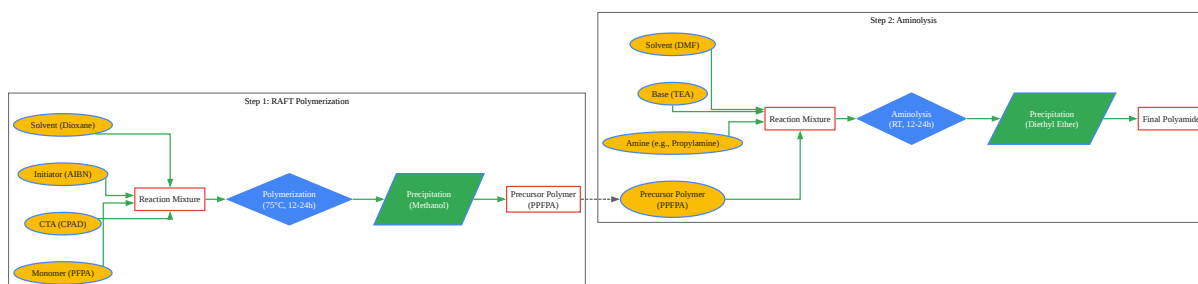 Step 1: RAFT Polymerization
Solvent (Dioxane)
Initiator (AIBN)
CTA (CPAD)
Monomer (PFPA)
Reaction Mixture
Polymerization
(75°C, 12-24h)
Precipitation
(Methanol)
Precursor Polymer
(PPFPA)
Step 2: Aminolysis
Solvent (DMF)
Base (TEA)
Amine (e.g., Propylamine)
Precursor Polymer
(PPFPA)
Reaction Mixture
Aminolysis
(RT, 12-24h)
Precipitation
(Diethyl Ether)
Final Polyamide